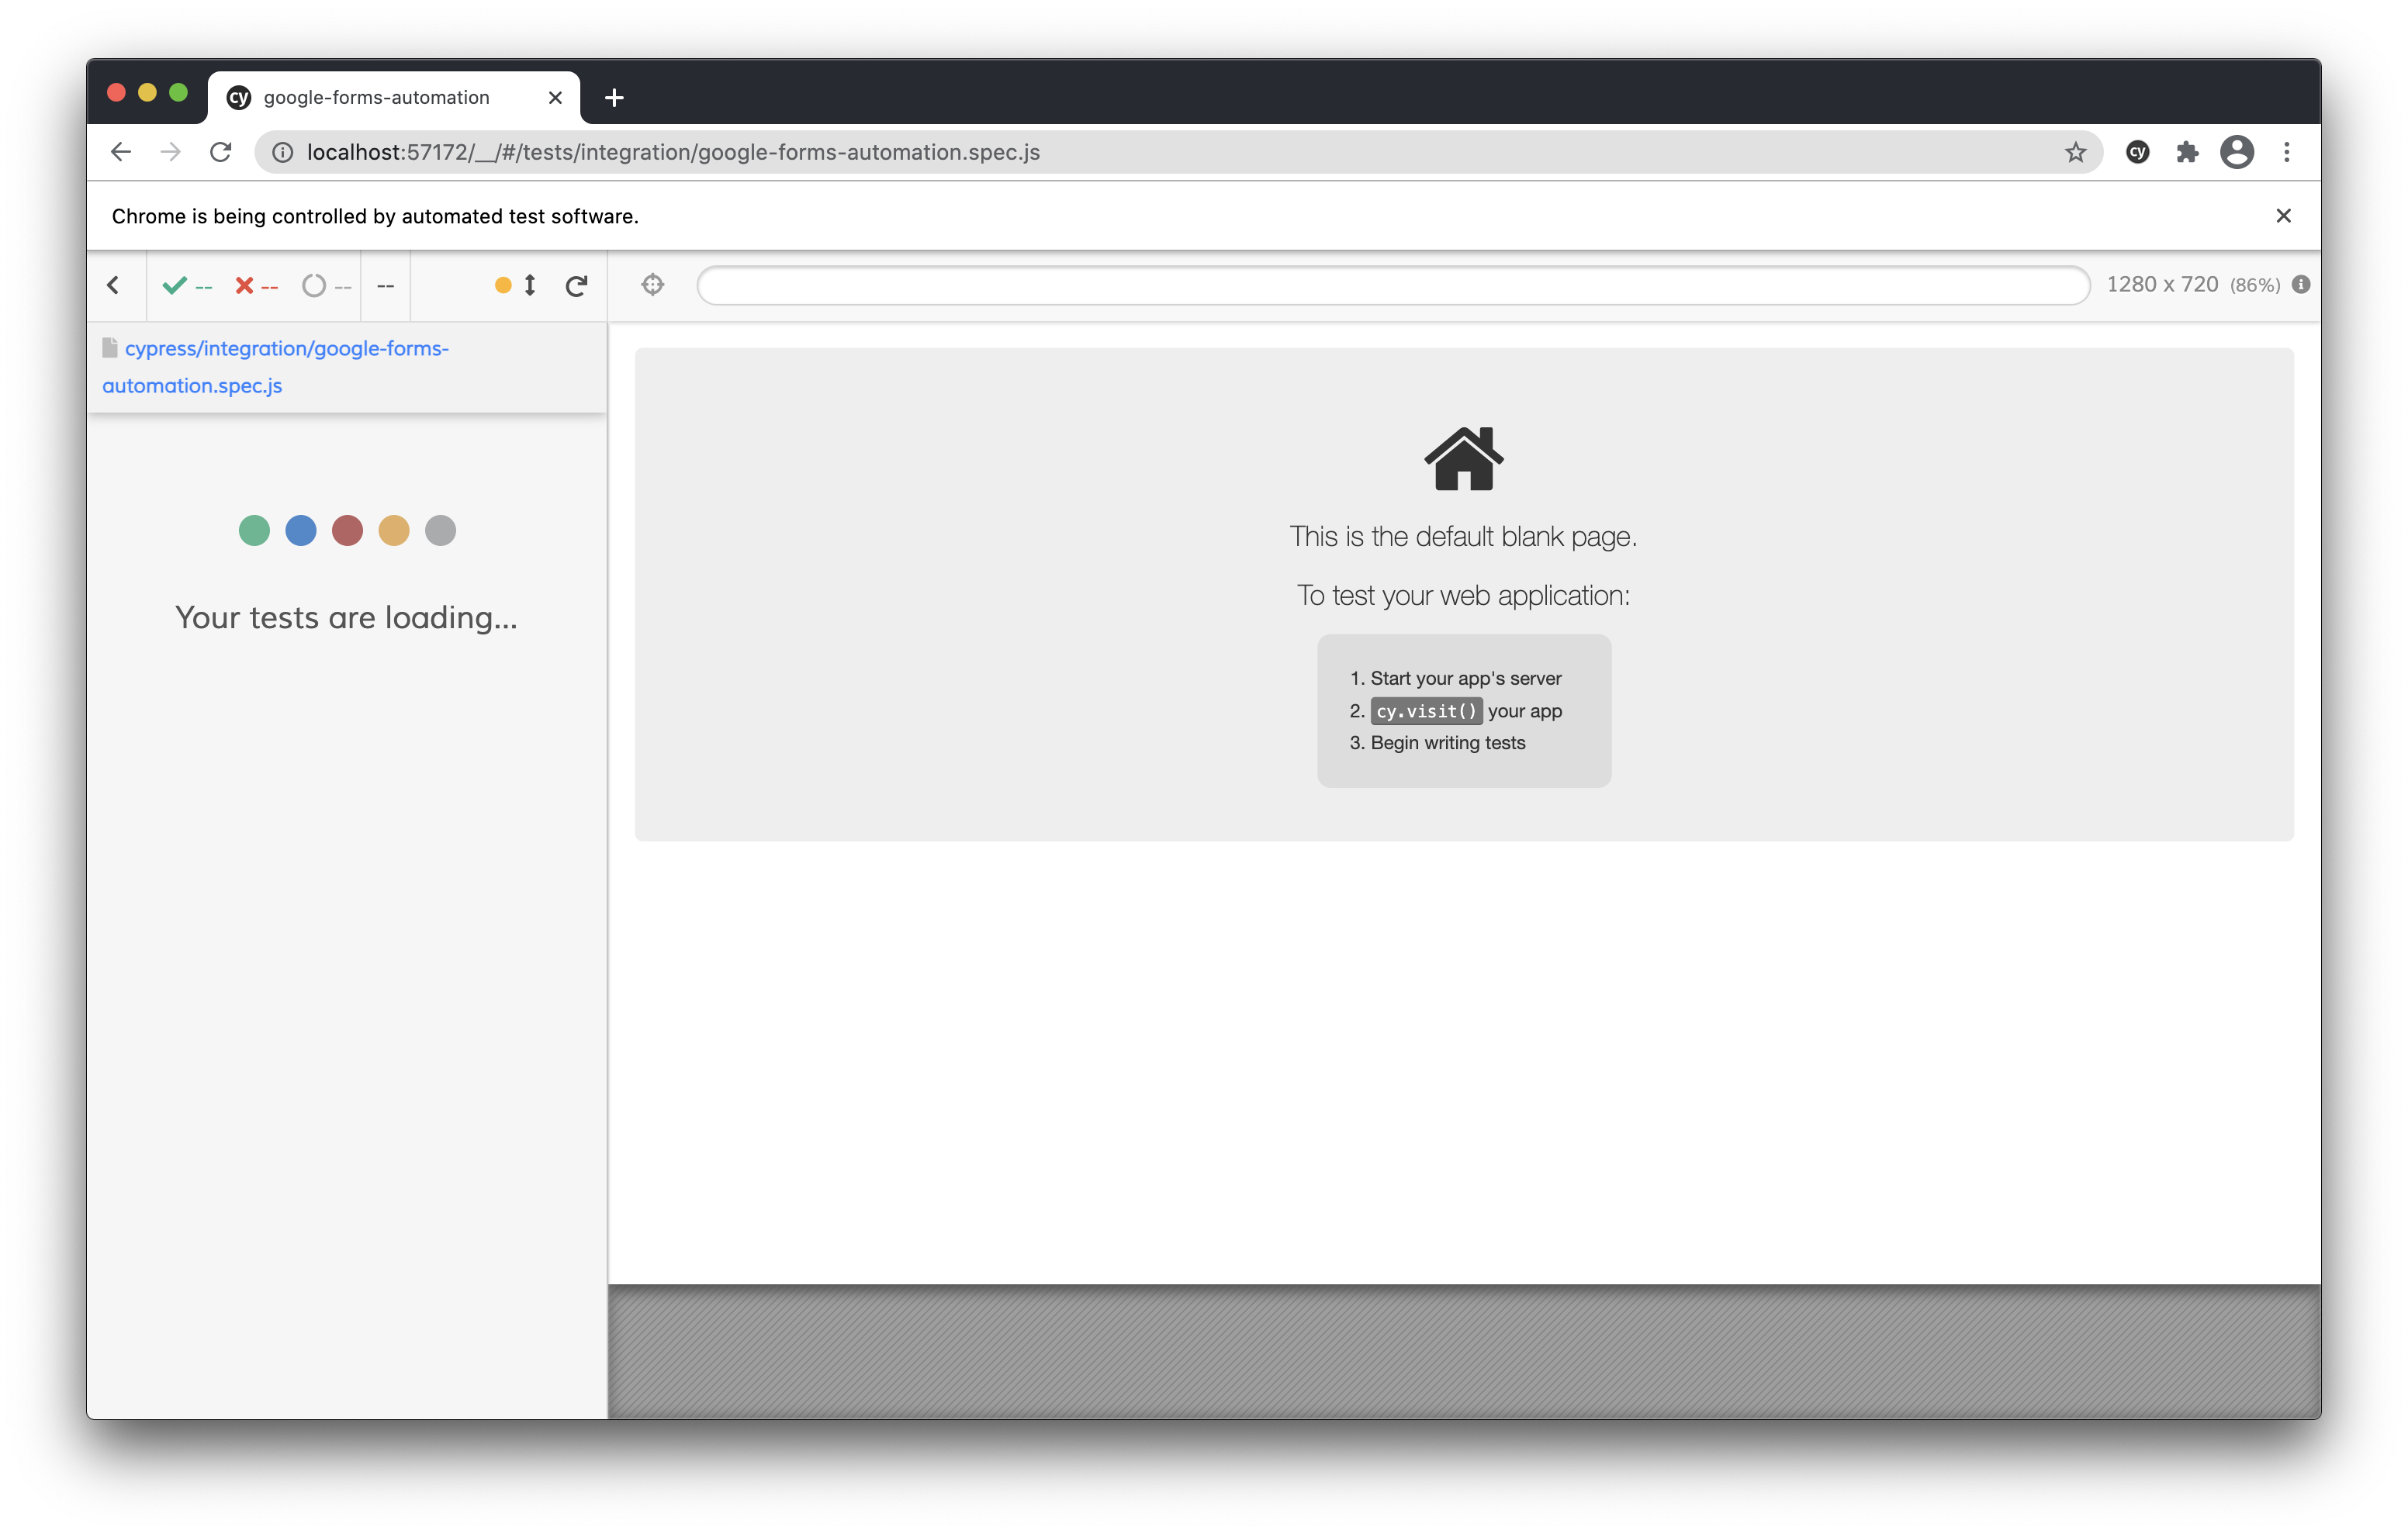 cy google-forms-automation
localhost:57172/__/#/tests/integration/google-forms-automation.spec.js
cy
Chrome is being controlled by automated test software.
-- -- -- --
1280 x 720 (86%)
cypress/integration/google-forms-
automation.spec.js
Your tests are loading...
This is the default blank page.
To test your web application:
1. Start your app's server
2. cy.visit() your app
3. Begin writing tests